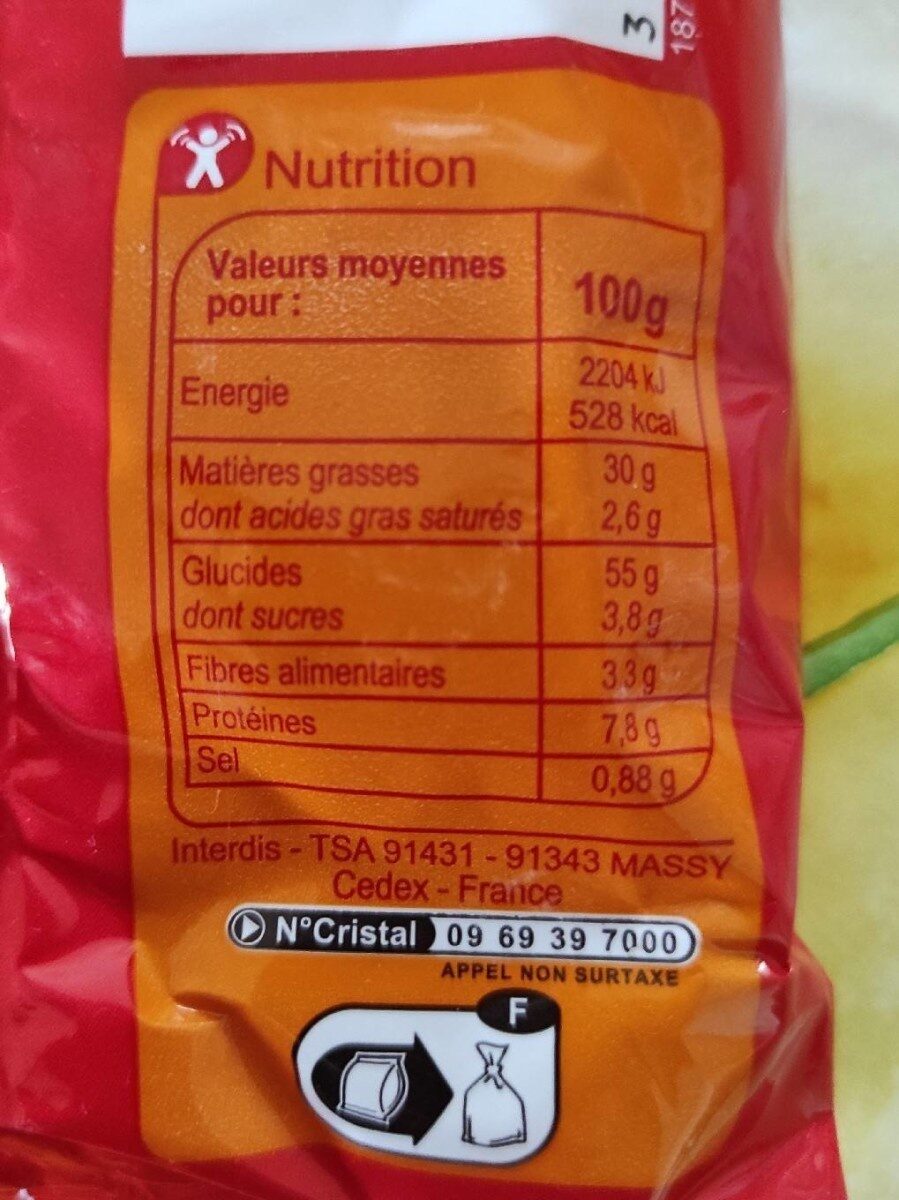 3
187
Nutrition
Valeurs moyennes
pour :
100g
Energie
2204 kJ
528 kcal
Matières grasses
30 g
dont acides gras saturés
2,6 g
Glucides
55 g
dont sucres
3,8 g
Fibres alimentaires
3,3 g
Protéines
7,8 g
Sel
0,88 g
Interdis - TSA 91431 - 91343 MASSY
Cedex - France
N°Cristal 09 69 39 7000
APPEL NON SURTAXE
F